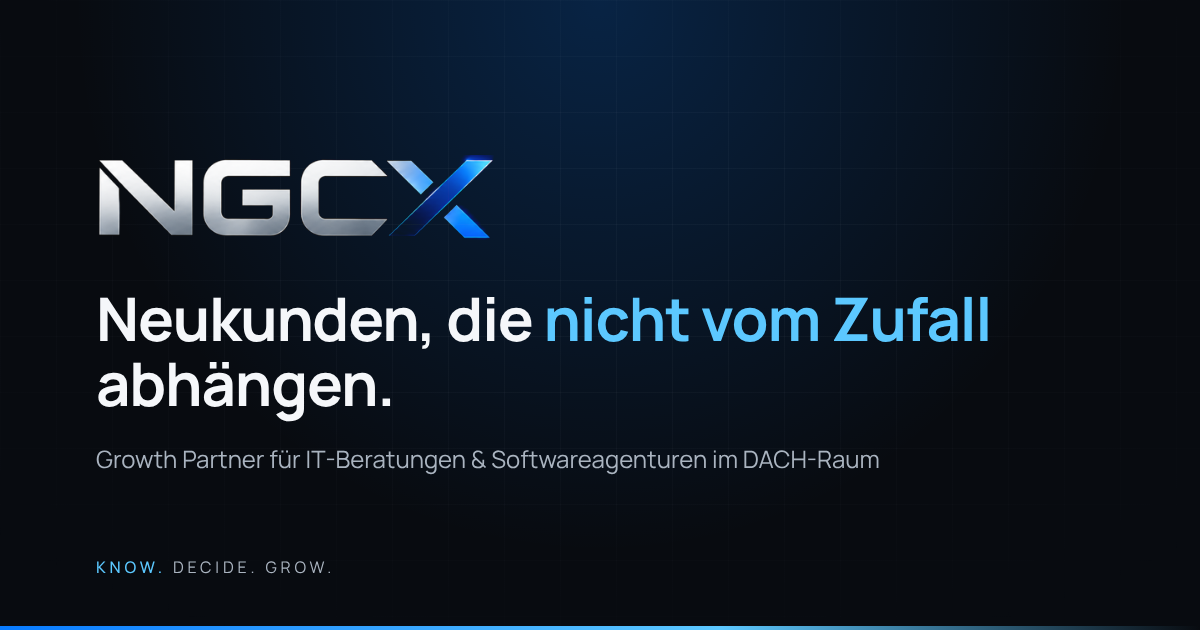 NGCX
Neukunden, die nicht vom Zufall
abhängen.
Growth Partner für IT-Beratungen & Softwareagenturen im DACH-Raum
KNOW. DECIDE. GROW.